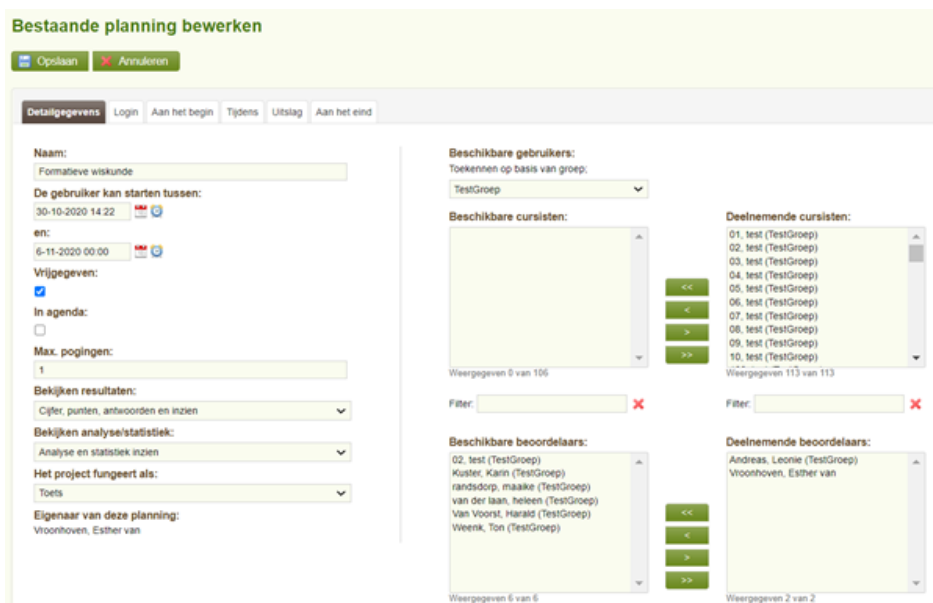 Bestaande planning bewerken
Opslaan
Annuleren
Detailgegevens
Login
Aan het begin
Tijdens
Uitslag
Aan het eind
Naam:
Formatieve wiskunde
De gebruiker kan starten tussen:
30-10-2020 14:22
en:
6-11-2020 00:00
Vrijgegeven:
In agenda:
Max. pogingen:
1
Bekijken resultaten:
Cijfer, punten, antwoorden en inzien
Bekijken analyse/statistiek:
Analyse en statistiek inzien
Het project fungeert als:
Toets
Eigenaar van deze planning:
Vroonhoven, Esther van
Beschikbare gebruikers:
Toekennen op basis van groep:
TestGroep
Beschikbare cursisten:
Weergegeven 0 van 106
Filter:
<<
<
>
>>
Deelnemende cursisten:
01, test (TestGroep)
02, test (TestGroep)
03, test (TestGroep)
04, test (TestGroep)
05, test (TestGroep)
06, test (TestGroep)
07, test (TestGroep)
08, test (TestGroep)
09, test (TestGroep)
10, test (TestGroep)
Weergegeven 113 van 113
Filter:
Beschikbare beoordelaars:
02, test (TestGroep)
Kuster, Karin (TestGroep)
randsdorp, maaike (TestGroep)
van der laan, heleen (TestGroep)
Van Voorst, Harald (TestGroep)
Weenk, Ton (TestGroep)
Weergegeven 6 van 6
<<
<
>
>>
Deelnemende beoordelaars:
Andreas, Leonie (TestGroep)
Vroonhoven, Esther van
Weergegeven 2 van 2